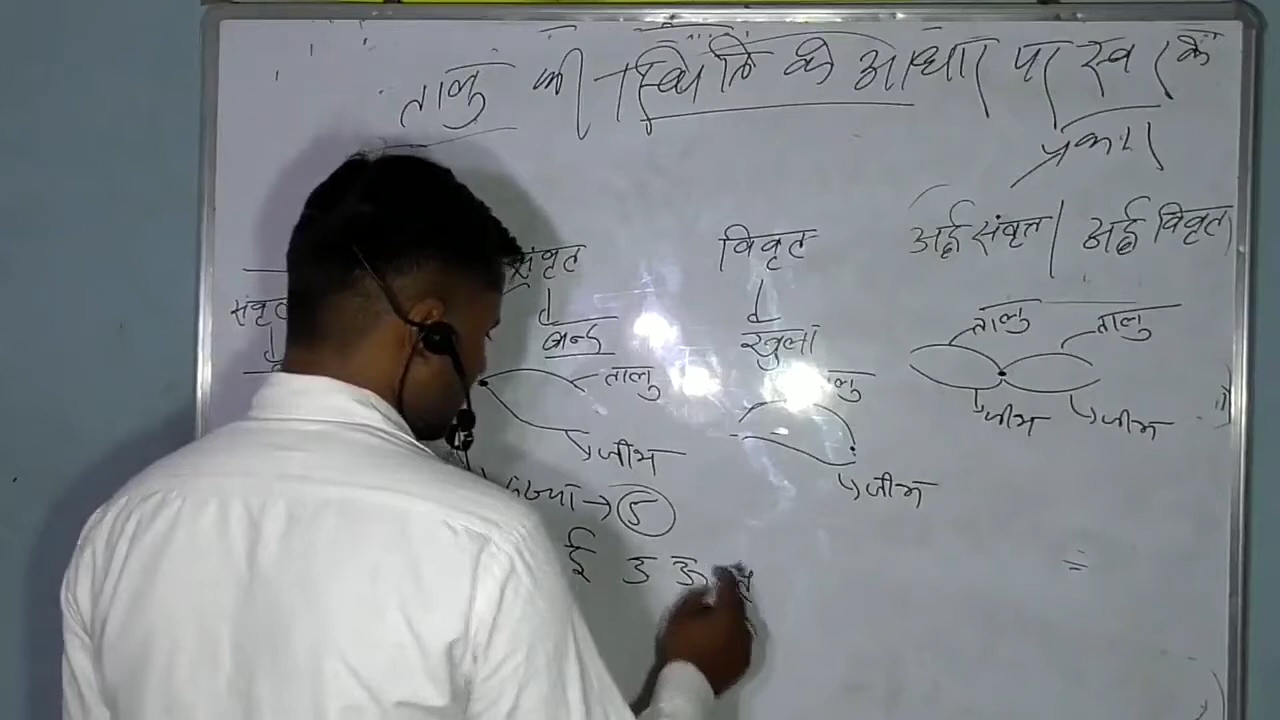 तालु की स्थिति के आधार पर स्वर के
प्रकार
संवृत विवृत अर्द्ध संवृत | अर्द्ध विवृत
संवृत बन्द खुला तालु तालु
तालु जीभ जीभ
जीभ जीभ
→ 5
ई उ ऊ